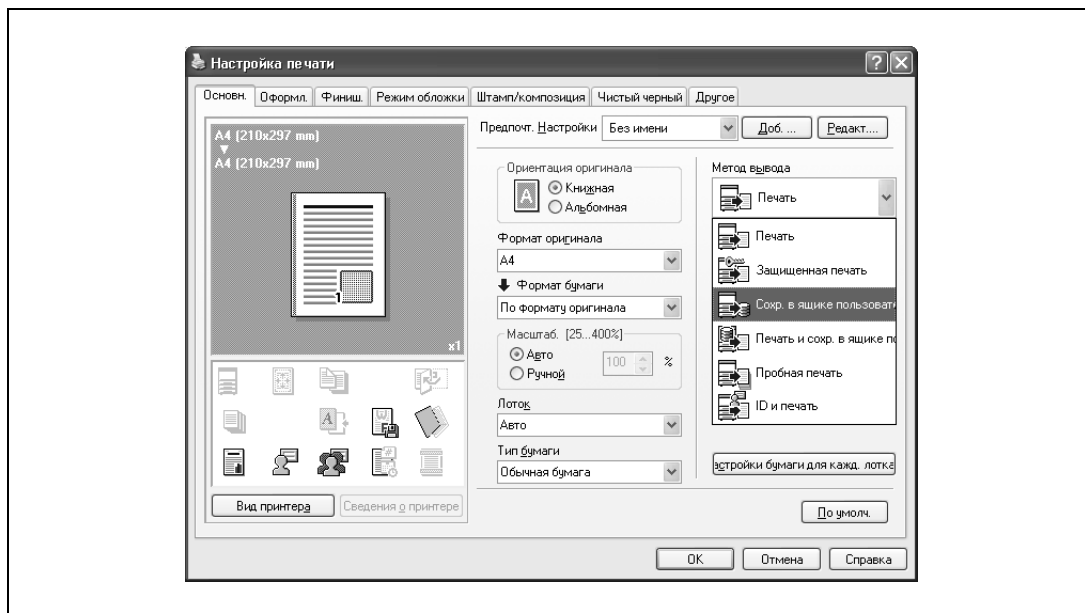 Настройка печати
Основн. Оформл. Финиш. Режим обложки Штамп/композиция Чистый черный Другое
A4 (210x297 mm)
A4 (210x297 mm)
1
x1
Вид принтера Сведения о принтере
Предпочт. Настройки Без имени Доб. ... Редакт....
Ориентация оригинала
A
Книжная
Альбомная
Формат оригинала
A4
Формат бумаги
По формату оригинала
Масштаб. [25...400%]
Авто
Ручной
100 %
Лоток
Авто
Тип бумаги
Обычная бумага
Метод вывода
Печать
Печать
Защищенная печать
Сохр. в ящике пользоват
Печать и сохр. в ящике п
Пробная печать
ID и печать
стройки бумаги для кажд. лотка
По умолч.
OK Отмена Справка